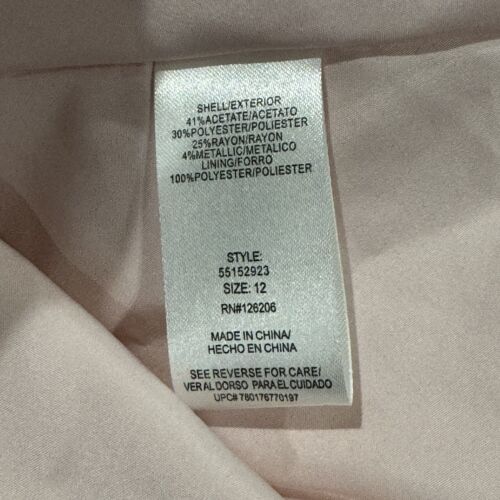 SHELL/EXTERIOR
41%ACETATE/ACETATO
30%POLYESTER/POLIESTER
25%RAYON/RAYON
4%METALLIC/METALICO
LINING/FORRO
100%POLYESTER/POLIESTER
STYLE:
55152923
SIZE: 12
RN#126206
MADE IN CHINA/
HECHO EN CHINA
SEE REVERSE FOR CARE/
VER AL DORSO PARA EL CUIDADO
UPC# 780176770197